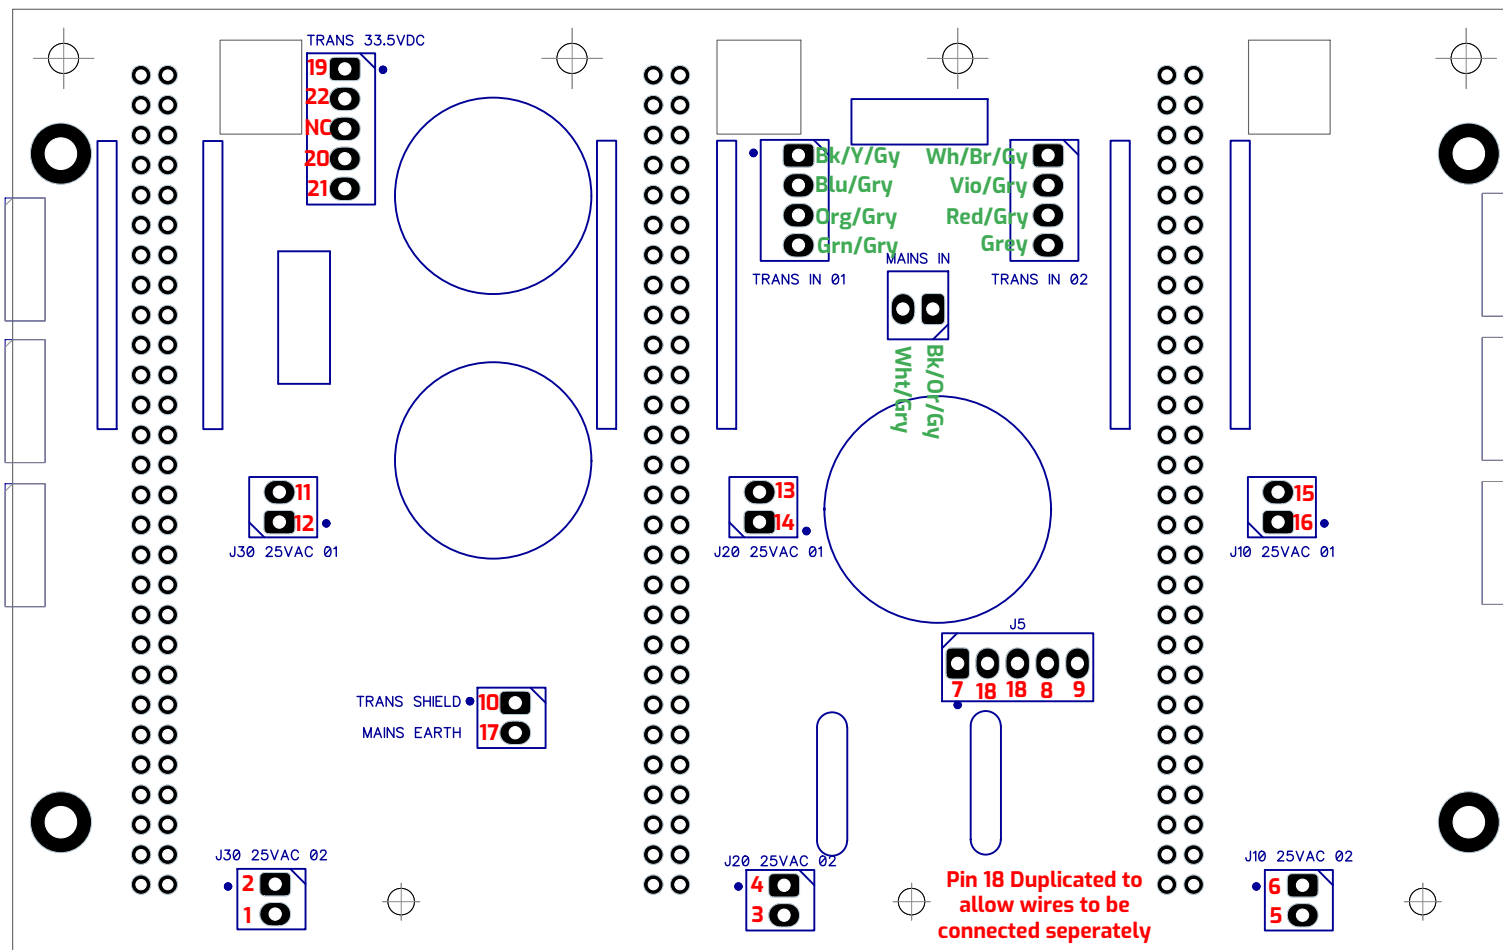 TRANS 33.5VDC
19
22
NC
20
21
Bk/Y/Gy
Blu/Gry
Org/Gry
Grn/Gry
TRANS IN 01
Wh/Br/Gy
Vio/Gry
Red/Gry
Grey
TRANS IN 02
MAINS IN
Wht/Gry
Bk/Or/Gy
11
12
J30 25VAC 01
13
14
J20 25VAC 01
15
16
J10 25VAC 01
J5
7 18 18 8 9
TRANS SHIELD 10
MAINS EARTH 17
J30 25VAC 02
2
1
J20 25VAC 02
4
3
J10 25VAC 02
6
5
Pin 18 Duplicated to
allow wires to be
connected seperately